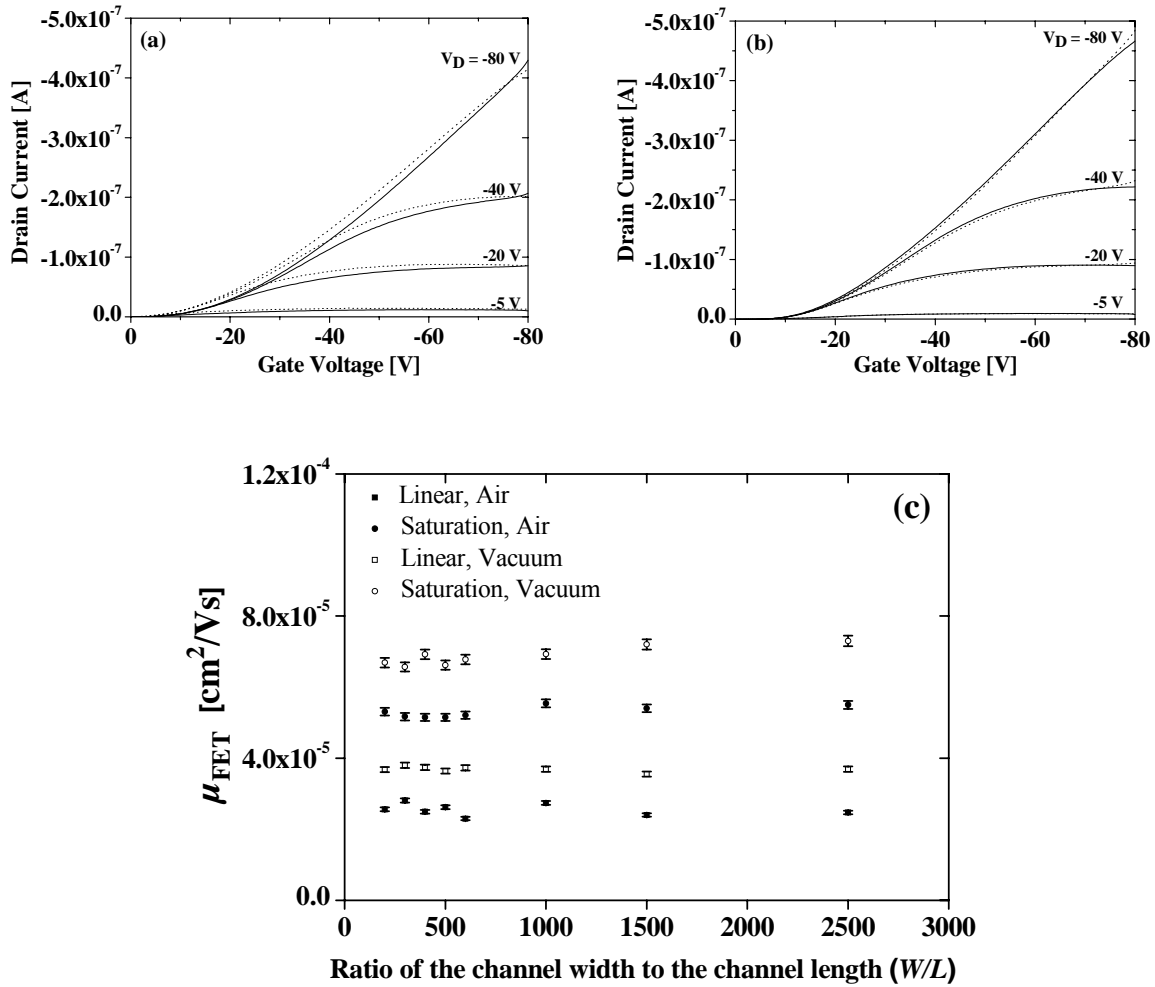 (a)
V_D = -80 V
-40 V
-20 V
-5 V
-5.0x10⁻⁷
-4.0x10⁻⁷
-3.0x10⁻⁷
-2.0x10⁻⁷
-1.0x10⁻⁷
0.0
0 -20 -40 -60 -80
Gate Voltage [V]
Drain Current [A]
(b)
V_D = -80 V
-40 V
-20 V
-5 V
-5.0x10⁻⁷
-4.0x10⁻⁷
-3.0x10⁻⁷
-2.0x10⁻⁷
-1.0x10⁻⁷
0.0
0 -20 -40 -60 -80
Gate Voltage [V]
Drain Current [A]
(c)
Linear, Air
Saturation, Air
Linear, Vacuum
Saturation, Vacuum
1.2x10⁻⁴
8.0x10⁻⁵
4.0x10⁻⁵
0.0
μ_FET [cm²/Vs]
0 500 1000 1500 2000 2500 3000
Ratio of the channel width to the channel length (W/L)